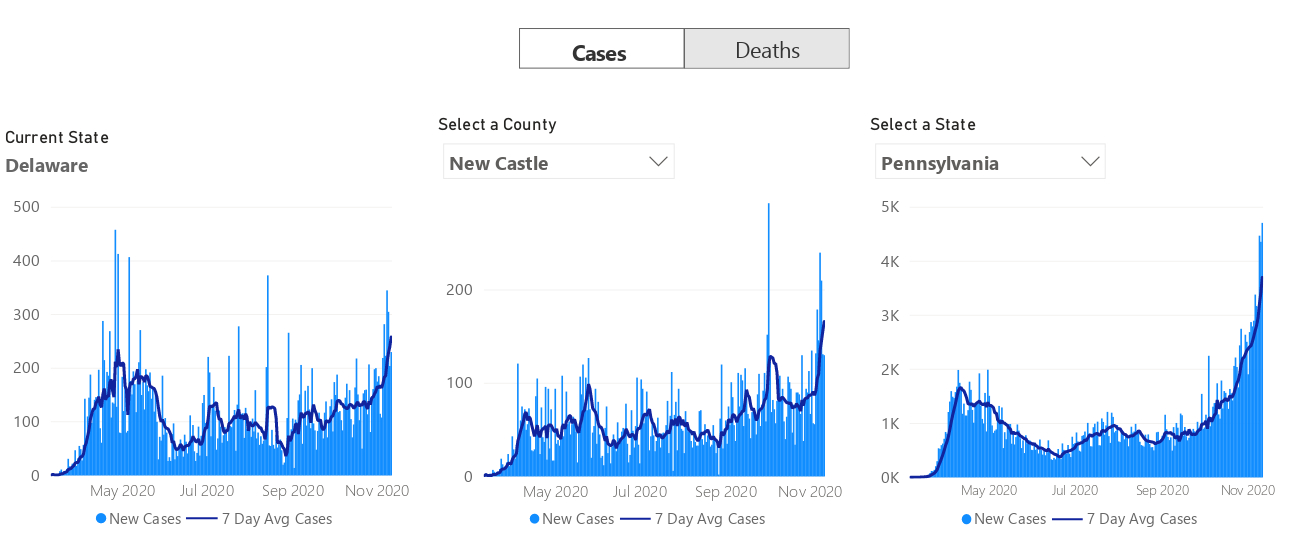 Cases Deaths
Current State
Delaware
Select a County
New Castle
Select a State
Pennsylvania
500
400
300
200
100
0
May 2020 Jul 2020 Sep 2020 Nov 2020
New Cases 7 Day Avg Cases
200
100
0
May 2020 Jul 2020 Sep 2020 Nov 2020
New Cases 7 Day Avg Cases
5K
4K
3K
2K
1K
0K
May 2020 Jul 2020 Sep 2020 Nov 2020
New Cases 7 Day Avg Cases